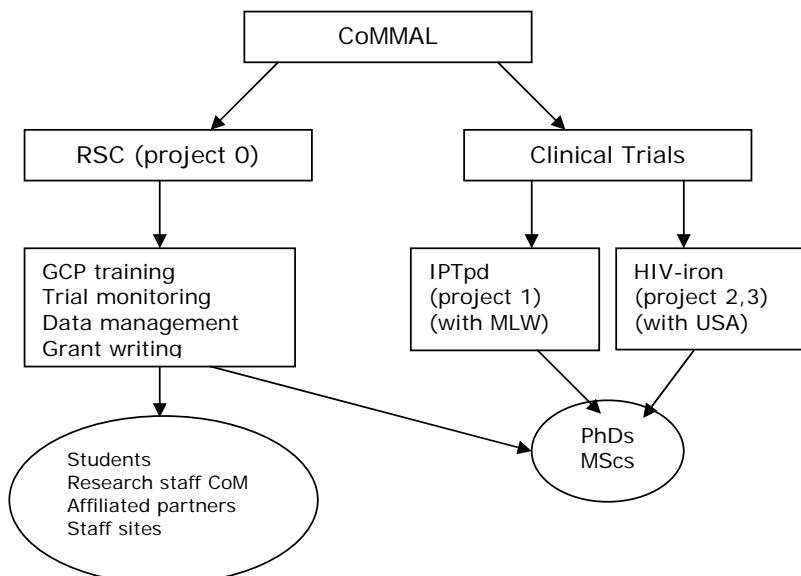 CoMMAL
RSC (project 0)
Clinical Trials
GCP training
Trial monitoring
Data management
Grant writing
IPTpd
(project 1)
(with MLW)
HIV-iron
(project 2,3)
(with USA)
Students
Research staff CoM
Affiliated partners
Staff sites
PhDs
MScs